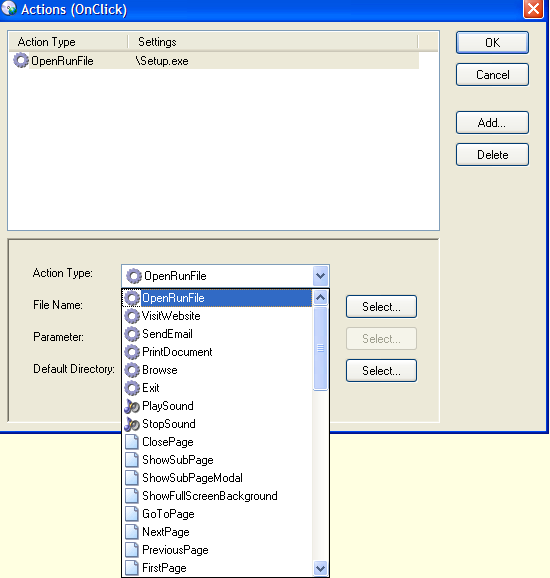 Actions (OnClick)
Action Type Settings
OpenRunFile \Setup.exe
OK
Cancel
Add...
Delete
Action Type: OpenRunFile
File Name: Select...
Parameter: Select...
Default Directory: Select...
OpenRunFile
VisitWebsite
SendEmail
PrintDocument
Browse
Exit
PlaySound
StopSound
ClosePage
ShowSubPage
ShowSubPageModal
ShowFullScreenBackground
GoToPage
NextPage
PreviousPage
FirstPage